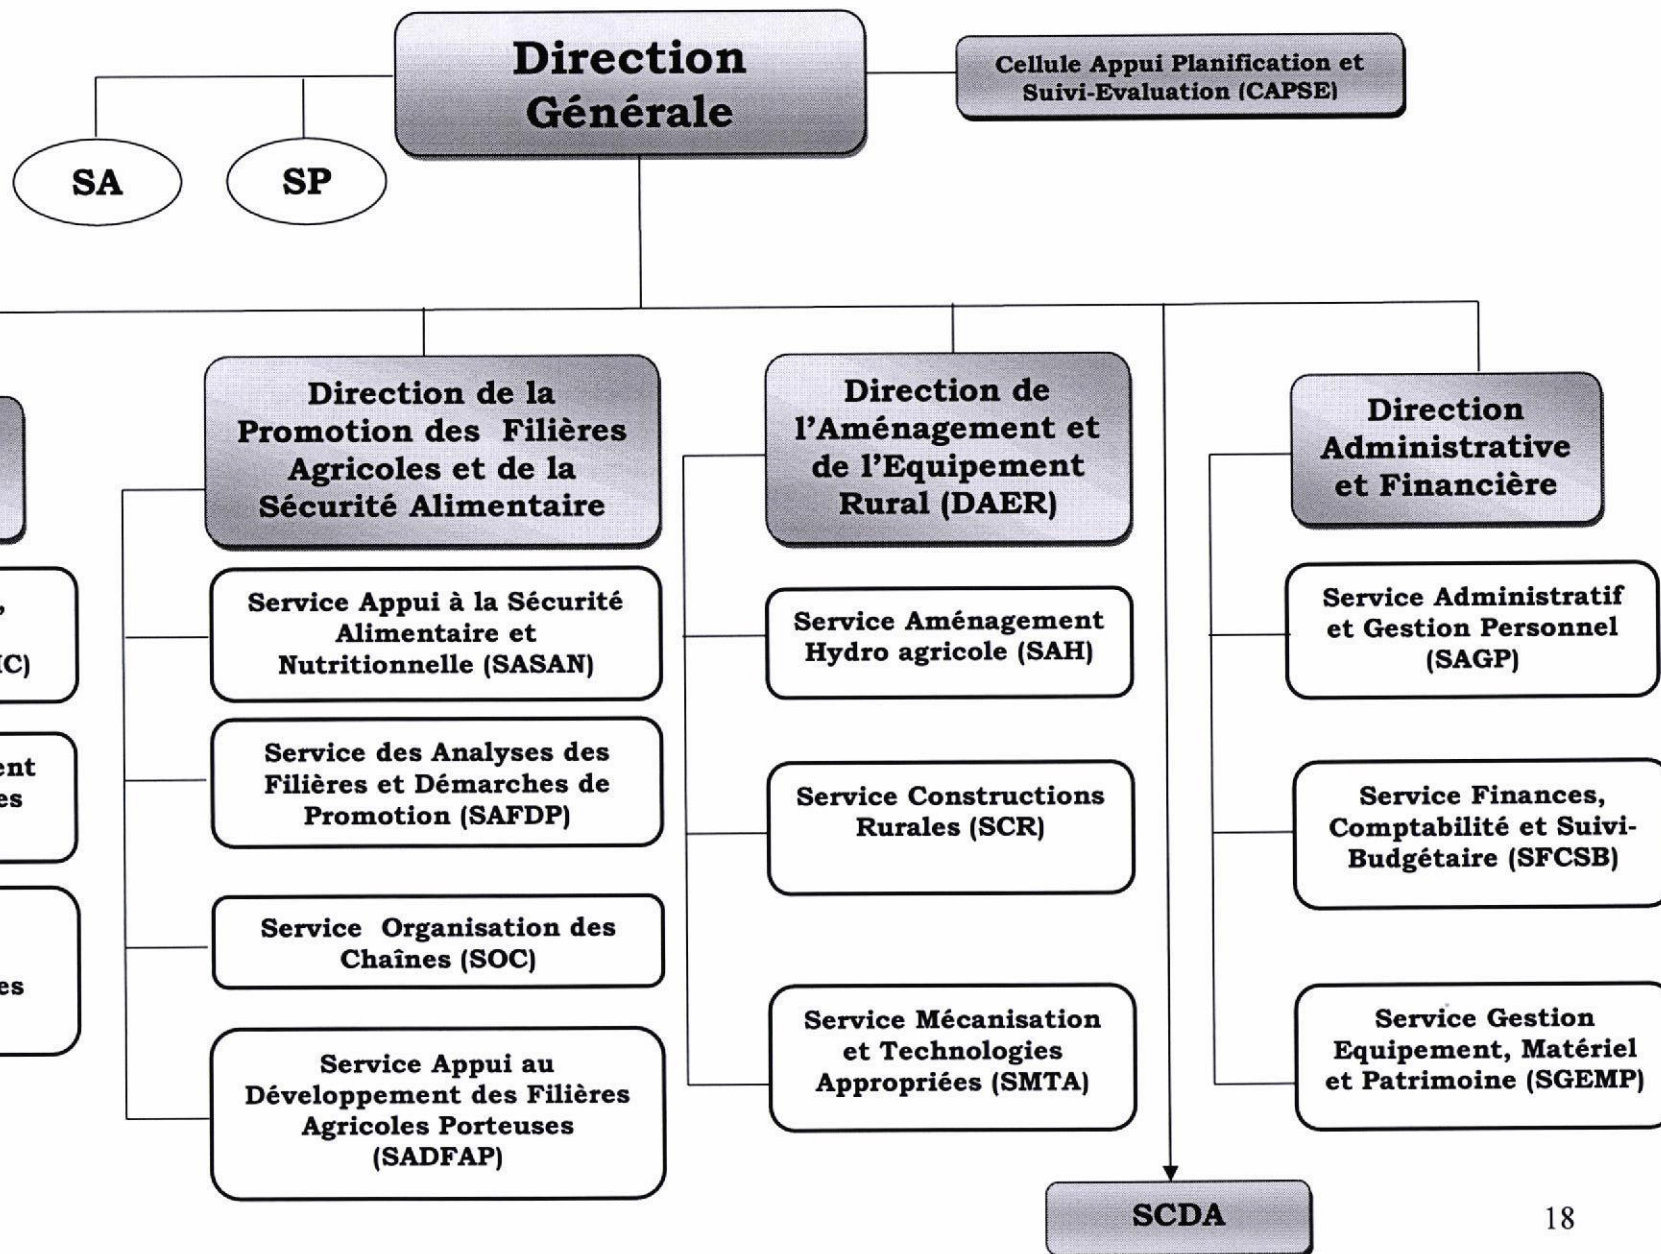 Direction
Générale
Cellule Appui Planification et
Suivi-Evaluation (CAPSE)
SA
SP
Direction de la
Promotion des Filières
Agricoles et de la
Sécurité Alimentaire
Direction de
l'Aménagement et
de l'Equipement
Rural (DAER)
Direction
Administrative
et Financière
Service Appui à la Sécurité
Alimentaire et
Nutritionnelle (SASAN)
Service des Analyses des
Filières et Démarches de
Promotion (SAFDP)
Service Organisation des
Chaînes (SOC)
Service Appui au
Développement des Filières
Agricoles Porteuses
(SADFAP)
Service Aménagement
Hydro agricole (SAH)
Service Constructions
Rurales (SCR)
Service Mécanisation
et Technologies
Appropriées (SMTA)
Service Administratif
et Gestion Personnel
(SAGP)
Service Finances,
Comptabilité et Suivi-
Budgétaire (SFCSB)
Service Gestion
Equipement, Matériel
et Patrimoine (SGEMP)
SCDA
18